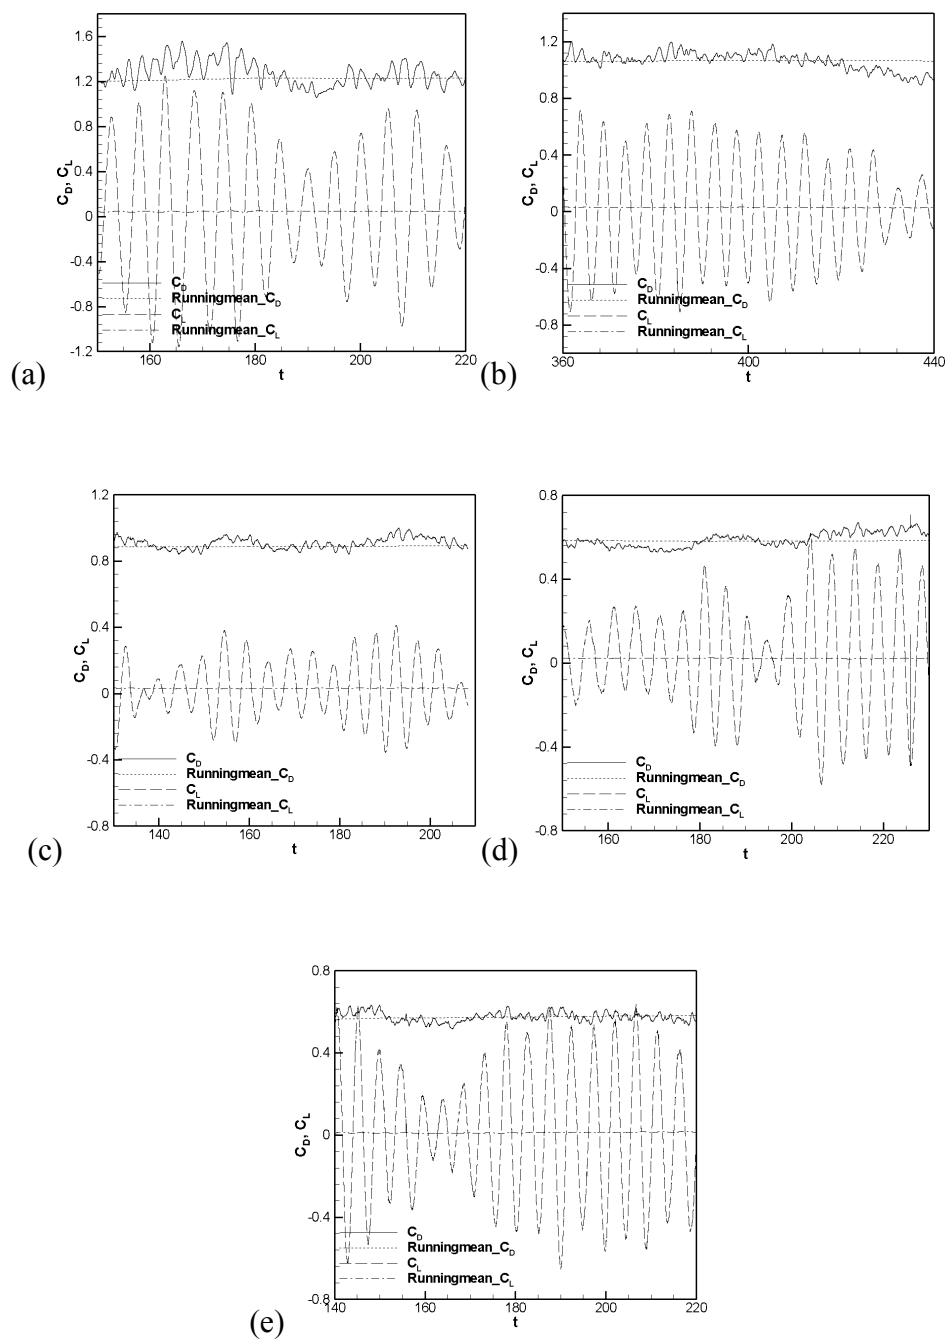 1.6
1.2
0.8
0.4
0
-0.4
-0.8
-1.2
C_D, C_L
C_D
Runningmean_C_D
C_L
Runningmean_C_L
160 180 200 220
t
(a)
1.2
0.8
0.4
0
-0.4
-0.8
C_D, C_L
C_D
Runningmean_C_D
C_L
Runningmean_C_L
360 400 440
t
(b)
1.2
0.8
0.4
0
-0.4
-0.8
C_D, C_L
C_D
Runningmean_C_D
C_L
Runningmean_C_L
140 160 180 200
t
(c)
0.8
0.4
0
-0.4
-0.8
C_D, C_L
C_D
Runningmean_C_D
C_L
Runningmean_C_L
160 180 200 220
t
(d)
0.8
0.4
0
-0.4
-0.8
C_D, C_L
C_D
Runningmean_C_D
C_L
Runningmean_C_L
140 160 180 200 220
t
(e)